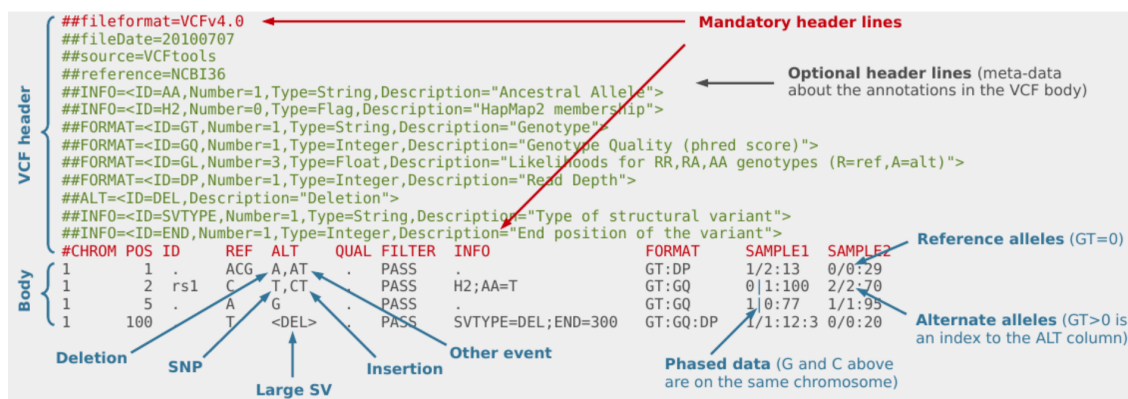 ##fileformat=VCFv4.0
Mandatory header lines
##fileDate=20100707
##source=VCFtools
##reference=NCBI36
Optional header lines (meta-data
about the annotations in the VCF body)
##INFO=<ID=AA,Number=1,Type=String,Description="Ancestral Allele">
##INFO=<ID=H2,Number=0,Type=Flag,Description="HapMap2 membership">
##FORMAT=<ID=GT,Number=1,Type=String,Description="Genotype">
##FORMAT=<ID=GQ,Number=1,Type=Integer,Description="Genotype Quality (phred score)">
##FORMAT=<ID=GL,Number=3,Type=Float,Description="Likelihoods for RR,RA,AA genotypes (R=ref,A=alt)">
##FORMAT=<ID=DP,Number=1,Type=Integer,Description="Read Depth">
##ALT=<ID=DEL,Description="Deletion">
##INFO=<ID=SVTYPE,Number=1,Type=String,Description="Type of structural variant">
##INFO=<ID=END,Number=1,Type=Integer,Description="End position of the variant">
VCF header
#CHROM POS ID REF ALT QUAL FILTER INFO FORMAT SAMPLE1 SAMPLE2
1 1 . ACG A,AT . PASS . GT:DP 1/2:13 0/0:29
1 2 rs1 C T,CT . PASS H2;AA=T GT:GQ 0|1:100 2/2:70
1 5 . A G . PASS . GT:GQ 1|0:77 1/1:95
1 100 . T <DEL> . PASS SVTYPE=DEL;END=300 GT:GQ:DP 1/1:12:3 0/0:20
Body
Reference alleles (GT=0)
Alternate alleles (GT>0 is
an index to the ALT column)
Deletion
SNP
Large SV
Insertion
Other event
Phased data (G and C above
are on the same chromosome)